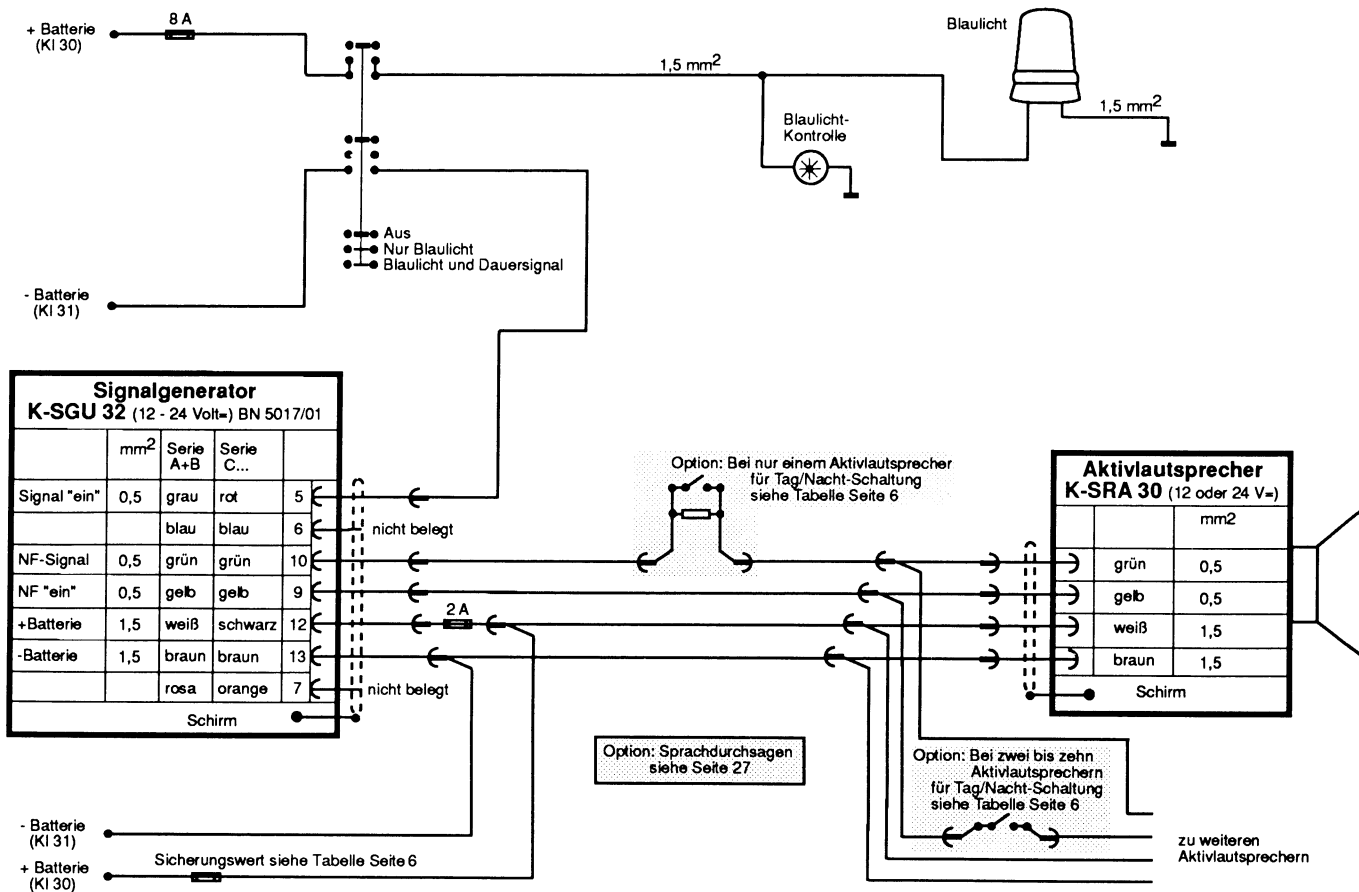 + Batterie
(Kl 30)
8 A
1,5 mm²
Blaulicht
1,5 mm²
Blaulicht-
Kontrolle
Aus
Nur Blaulicht
Blaulicht und Dauersignal
- Batterie
(Kl 31)
Signalgenerator
K-SGU 32 (12 - 24 Volt=) BN 5017/01
mm² Serie A+B Serie C...
Signal "ein" 0,5 grau rot 5
blau blau 6 nicht belegt
NF-Signal 0,5 grün grün 10
NF "ein" 0,5 gelb gelb 9
+Batterie 1,5 weiß schwarz 12
-Batterie 1,5 braun braun 13
rosa orange 7 nicht belegt
Schirm
2 A
Option: Bei nur einem Aktivlautsprecher
für Tag/Nacht-Schaltung
siehe Tabelle Seite 6
Aktivlautsprecher
K-SRA 30 (12 oder 24 V=)
mm2
grün 0,5
gelb 0,5
weiß 1,5
braun 1,5
Schirm
Option: Sprachdurchsagen
siehe Seite 27
Option: Bei zwei bis zehn
Aktivlautsprechern
für Tag/Nacht-Schaltung
siehe Tabelle Seite 6
- Batterie
(Kl 31)
+ Batterie
(Kl 30)
Sicherungswert siehe Tabelle Seite 6
zu weiteren
Aktivlautsprechern